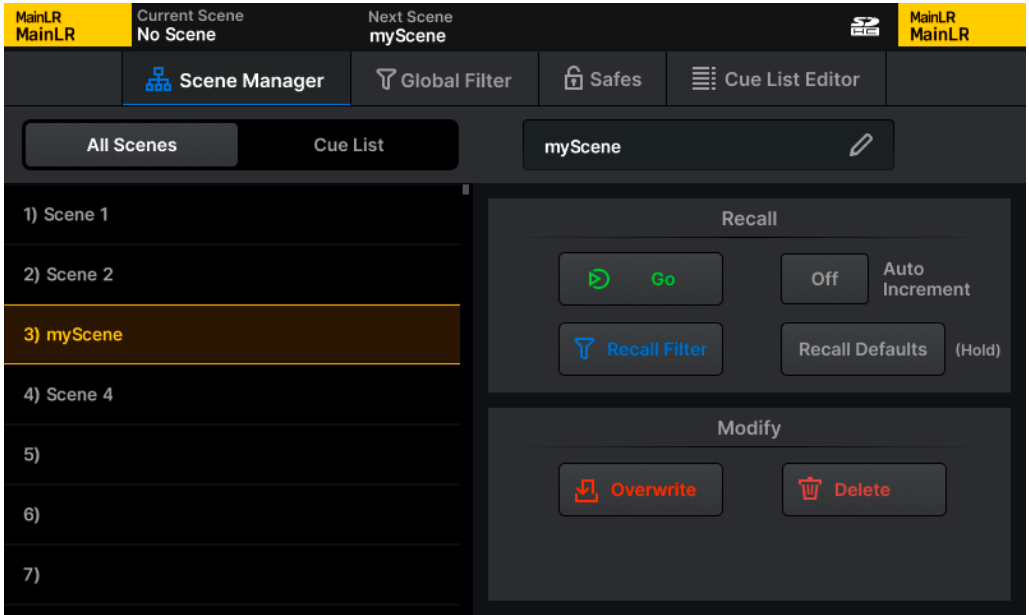 MainLR
MainLR
Current Scene
No Scene
Next Scene
myScene
MainLR
MainLR
Scene Manager
Global Filter
Safes
Cue List Editor
All Scenes
Cue List
myScene
1) Scene 1
2) Scene 2
3) myScene
4) Scene 4
5)
6)
7)
Recall
Go
Off
Auto
Increment
Recall Filter
Recall Defaults
(Hold)
Modify
Overwrite
Delete